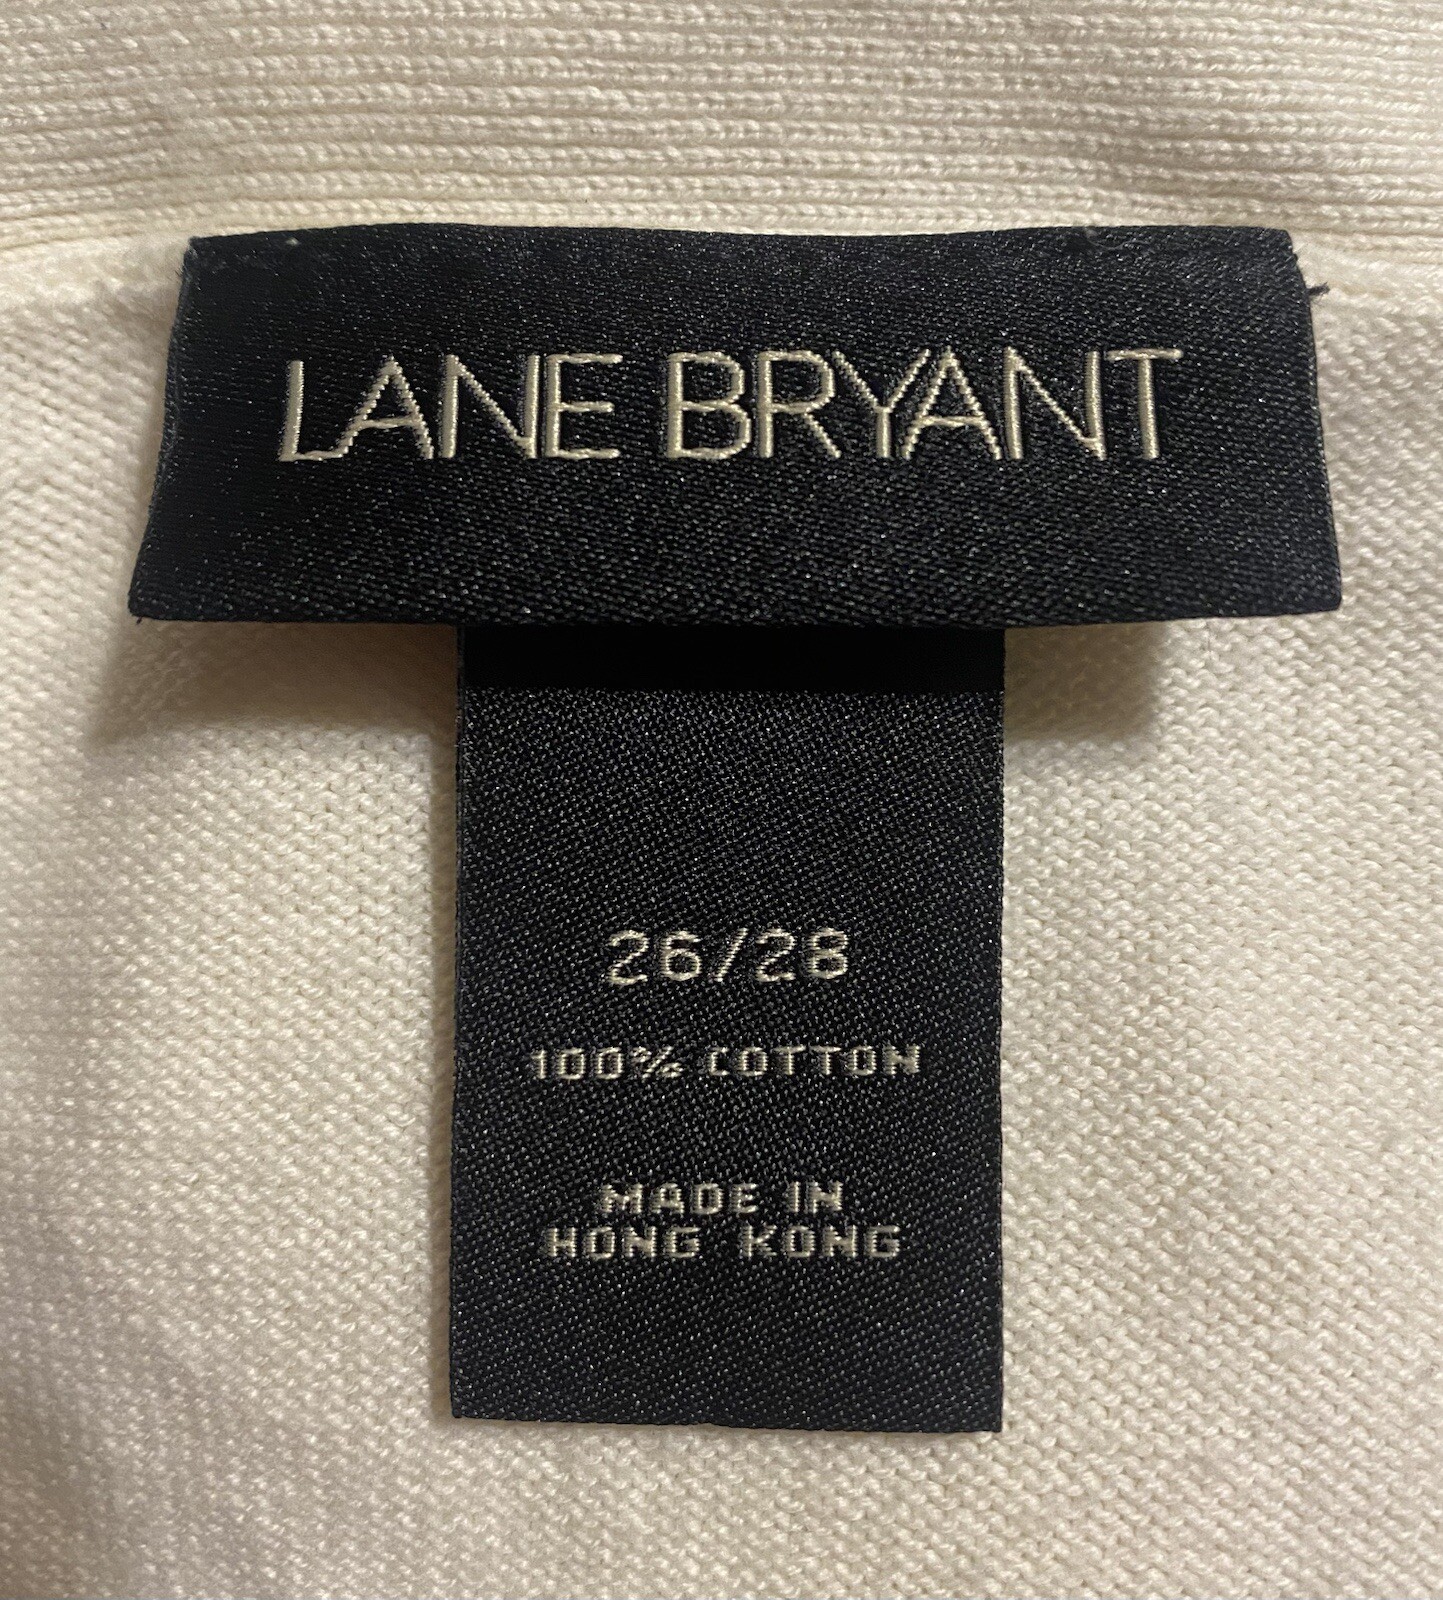 LANE BRYANT
26/28
100% COTTON
MADE IN
HONG KONG